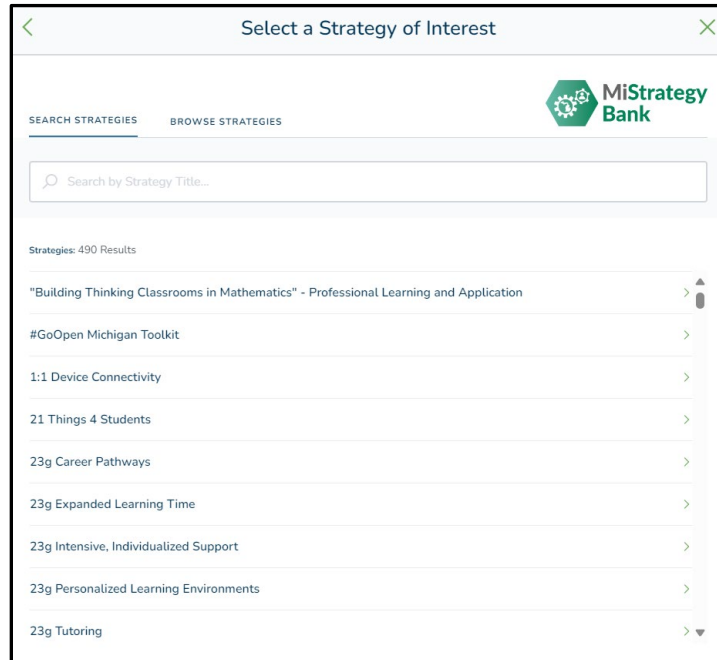 Select a Strategy of Interest
MiStrategy
Bank
SEARCH STRATEGIES BROWSE STRATEGIES
Search by Strategy Title...
Strategies: 490 Results
"Building Thinking Classrooms in Mathematics" - Professional Learning and Application
#GoOpen Michigan Toolkit
1:1 Device Connectivity
21 Things 4 Students
23g Career Pathways
23g Expanded Learning Time
23g Intensive, Individualized Support
23g Personalized Learning Environments
23g Tutoring